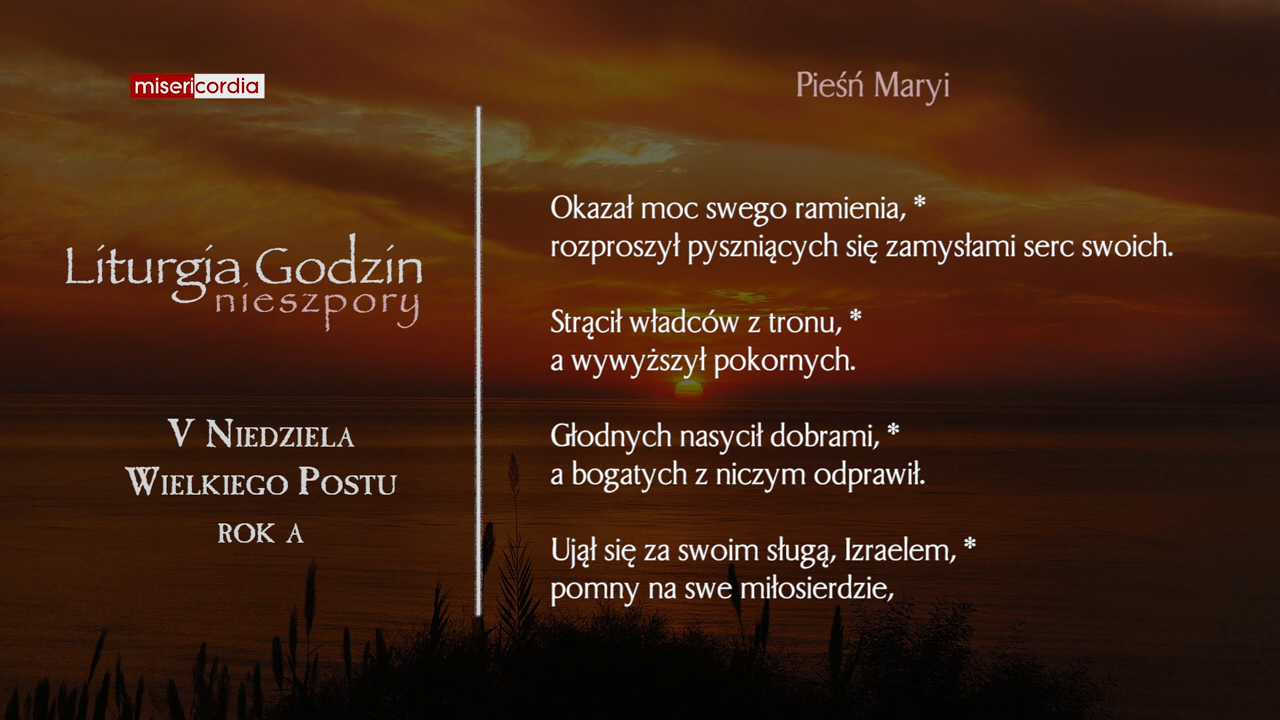 misericordia
Liturgia Godzin
nieszpory
V Niedziela
Wielkiego Postu
rok a
Pieśń Maryi
Okazał moc swego ramienia, *
rozproszył pyszniących się zamysłami serc swoich.
Strącił władców z tronu, *
a wywyższył pokornych.
Głodnych nasycił dobrami, *
a bogatych z niczym odprawił.
Ujął się za swoim sługą, Izraelem, *
pomny na swe miłosierdzie,